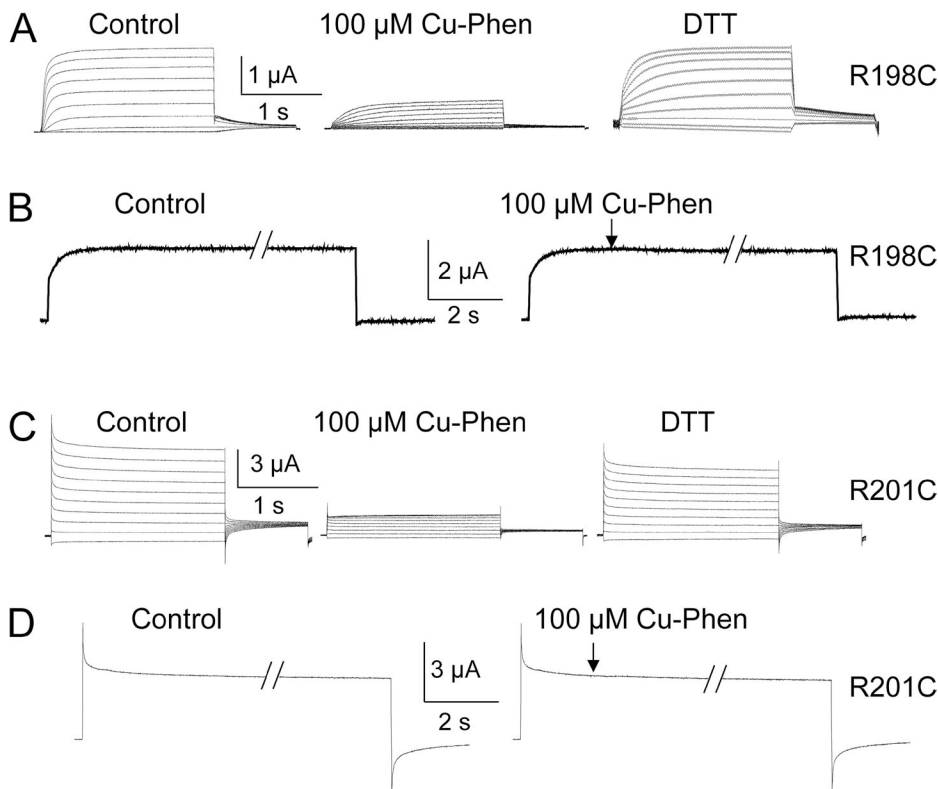 A Control 100 µM Cu-Phen DTT
1 µA
1 s
R198C
B Control 100 µM Cu-Phen
2 µA
2 s
R198C
C Control 100 µM Cu-Phen DTT
3 µA
1 s
R201C
D Control 100 µM Cu-Phen
3 µA
2 s
R201C